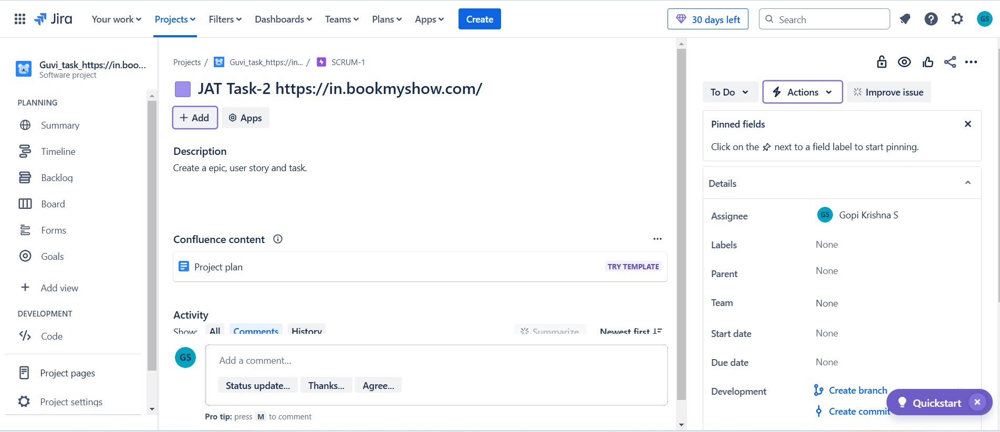 Jira Your work Projects Filters Dashboards Teams Plans Apps Create 30 days left Search GS
Guvi_task_https://in.boo...
Software project
PLANNING
Summary
Timeline
Backlog
Board
Forms
Goals
Add view
DEVELOPMENT
Code
Project pages
Project settings
Projects / Guvi_task_https://in... / SCRUM-1
JAT Task-2 https://in.bookmyshow.com/
Add Apps
Description
Create a epic, user story and task.
Confluence content
Project plan TRY TEMPLATE
Activity
Show: All Comments History Summarize Newest first
GS
Add a comment...
Status update... Thanks... Agree...
Pro tip: press M to comment
To Do Actions Improve issue
Pinned fields
Click on the next to a field label to start pinning.
Details
Assignee GS Gopi Krishna S
Labels None
Parent None
Team None
Start date None
Due date None
Development Create branch
Create commit
Quickstart